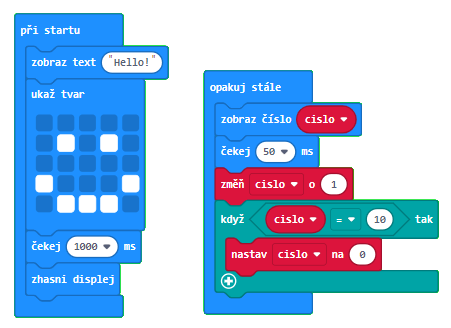 při startu
zobraz text "Hello!"
ukaž tvar
čekej 1000 ms
zhasni displej
opakuj stále
zobraz číslo cislo
čekej 50 ms
změň cislo o 1
když cislo = 10 tak
nastav cislo na 0